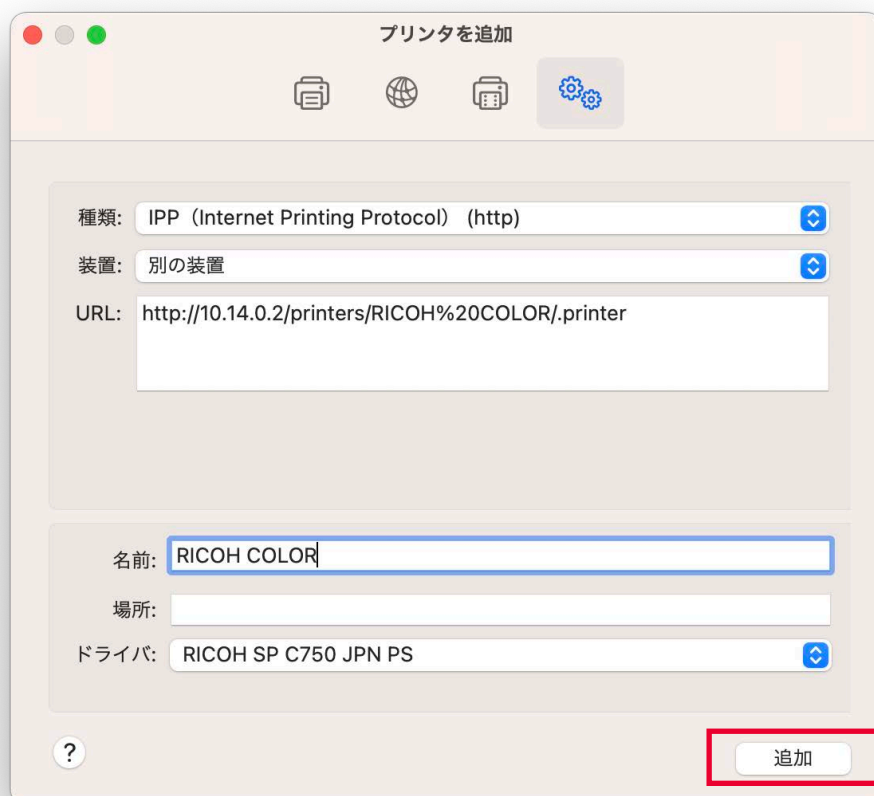 プリンタを追加
種類: IPP（Internet Printing Protocol） (http)
装置: 別の装置
URL: http://10.14.0.2/printers/RICOH%20COLOR/.printer
名前: RICOH COLOR
場所:
ドライバ: RICOH SP C750 JPN PS
?
追加